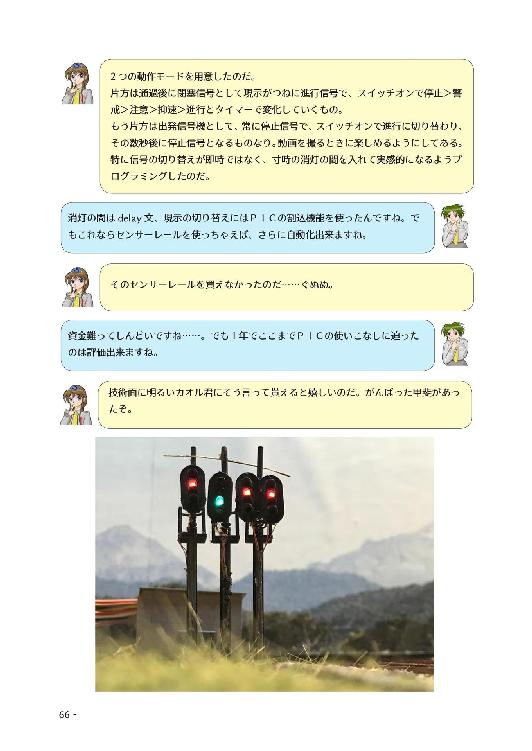 2つの動作モードを用意したのだ。
片方は通過後に閉塞信号として現示がつねに進行信号で、スイッチオンで停止＞警
戒＞注意＞抑速＞進行とタイマーで変化していくもの。
もう片方は出発信号機として、常に停止信号で、スイッチオンで進行に切り替わり、
その数秒後に停止信号となるものなり。動画を撮るときに楽しめるようにしてある。
特に信号の切り替えが即時ではなく、寸時の消灯の間を入れて実感的になるようプ
ログラミングしたのだ。
消灯の間は delay 文、現示の切り替えにはＰＩＣの割込機能を使ったんですね。で
もこれならセンサーレールを使っちゃえば、さらに自動化出来ますね。
そのセンサーレールを買えなかったのだ……ぐぬぬ。
資金難ってしんどいですね……。でも１年でここまでＰＩＣの使いこなしに迫った
のは評価出来ますね。
技術面に明るいカオル君にそう言って貰えると嬉しいのだ。がんばった甲斐があっ
たぞ。
66 -